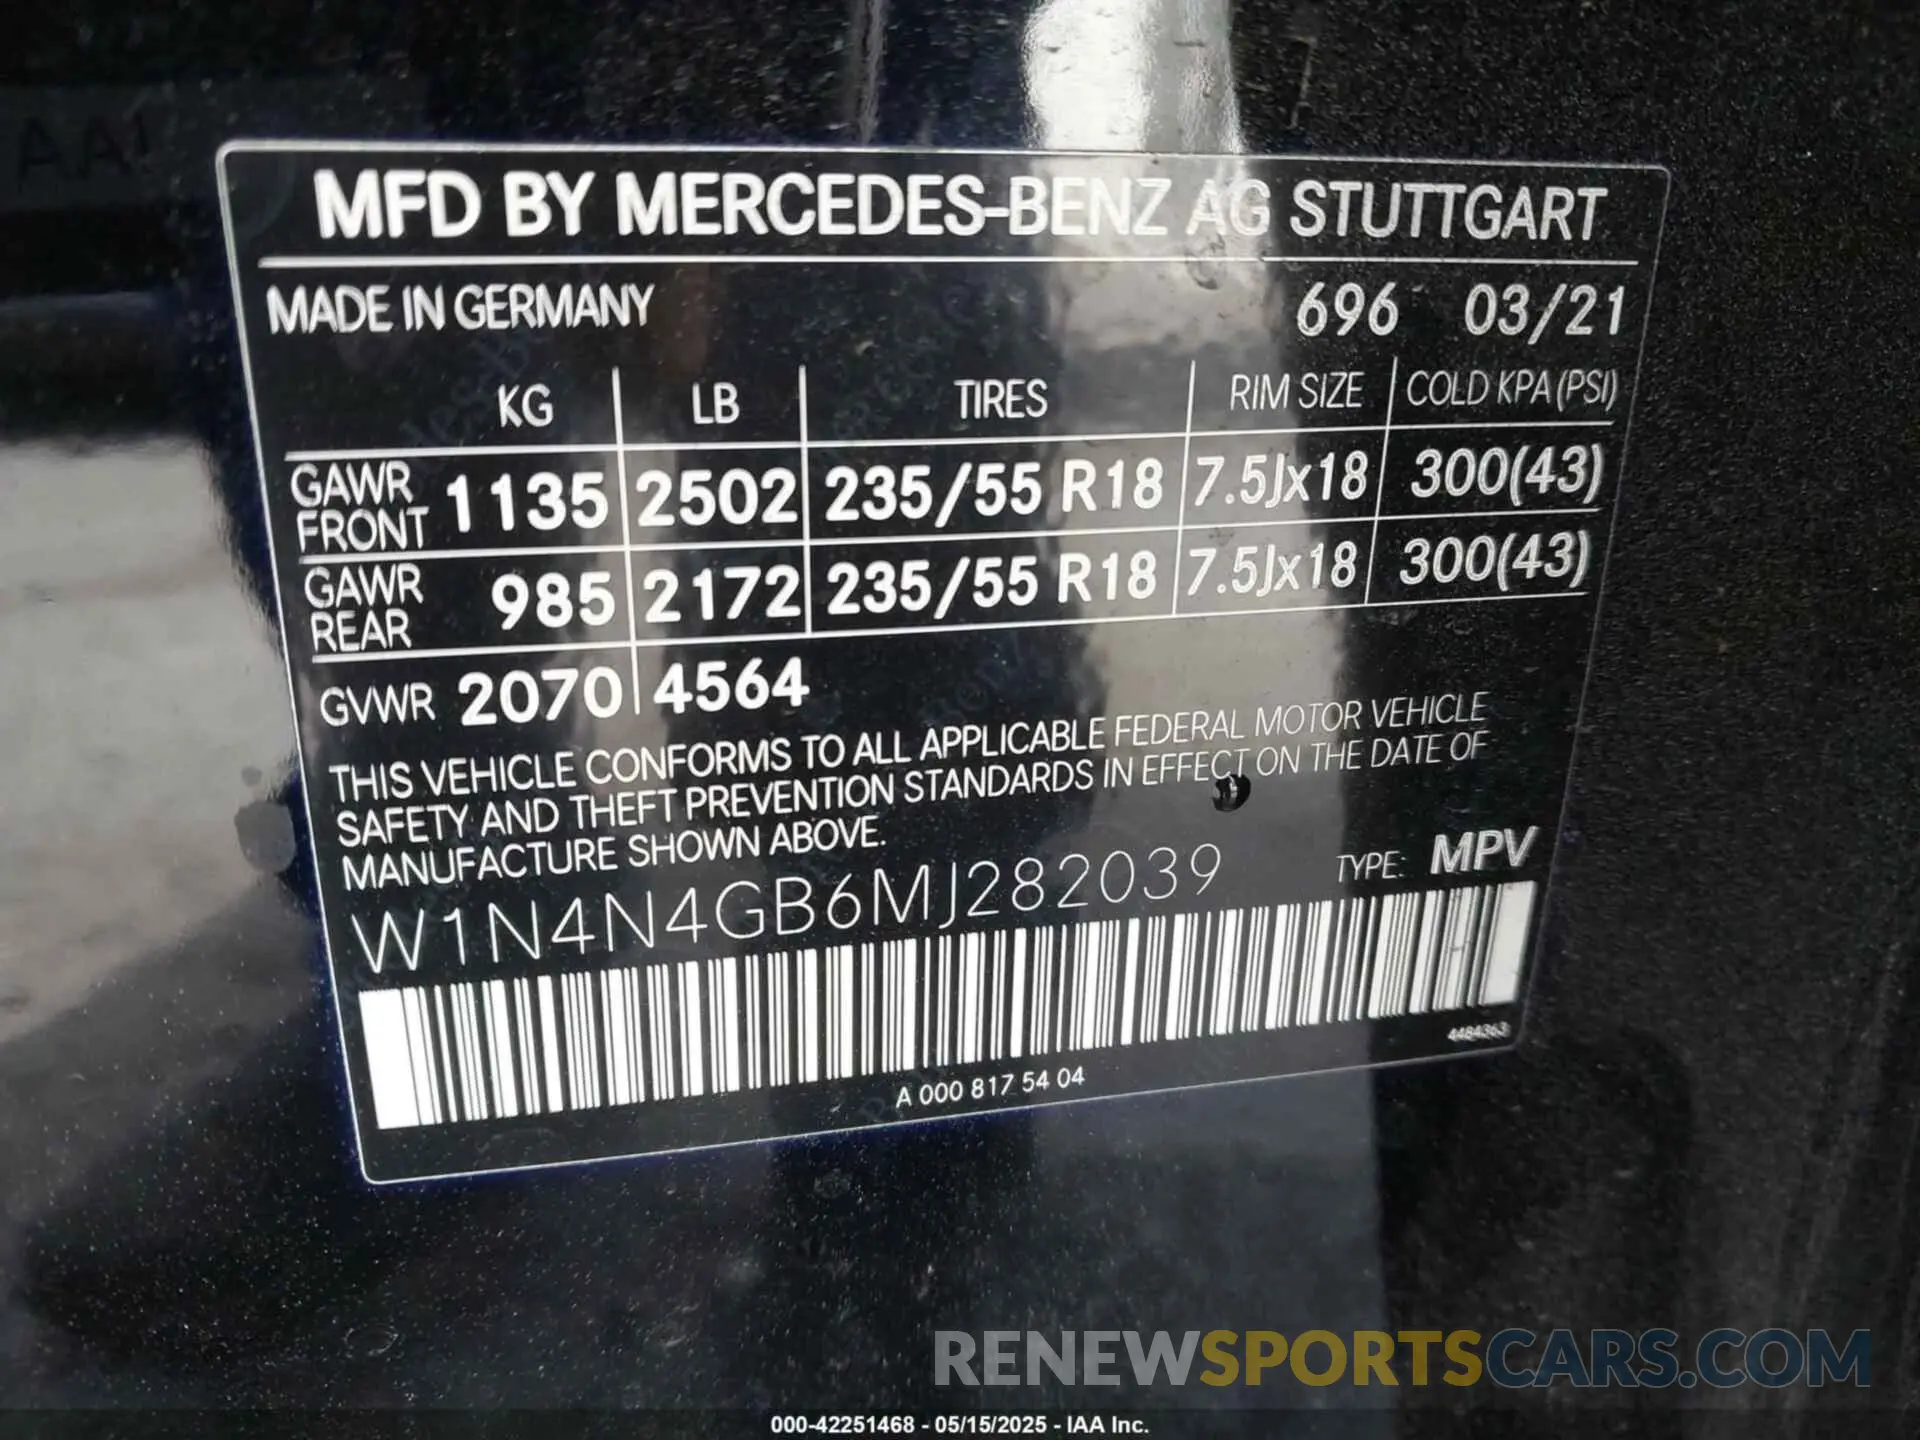 MFD BY MERCEDES-BENZ AG STUTTGART
MADE IN GERMANY 696 03/21
KG LB TIRES RIM SIZE COLD KPA (PSI)
GAWR FRONT 1135 2502 235/55 R18 7.5Jx18 300(43)
GAWR REAR 985 2172 235/55 R18 7.5Jx18 300(43)
GVWR 2070 4564
THIS VEHICLE CONFORMS TO ALL APPLICABLE FEDERAL MOTOR VEHICLE
SAFETY AND THEFT PREVENTION STANDARDS IN EFFECT ON THE DATE OF
MANUFACTURE SHOWN ABOVE.
W1N4N4GB6MJ282039 TYPE: MPV
4484363
A 000 817 54 04
RENEWSPORTSCARS.COM
000-42251468 - 05/15/2025 - IAA Inc.